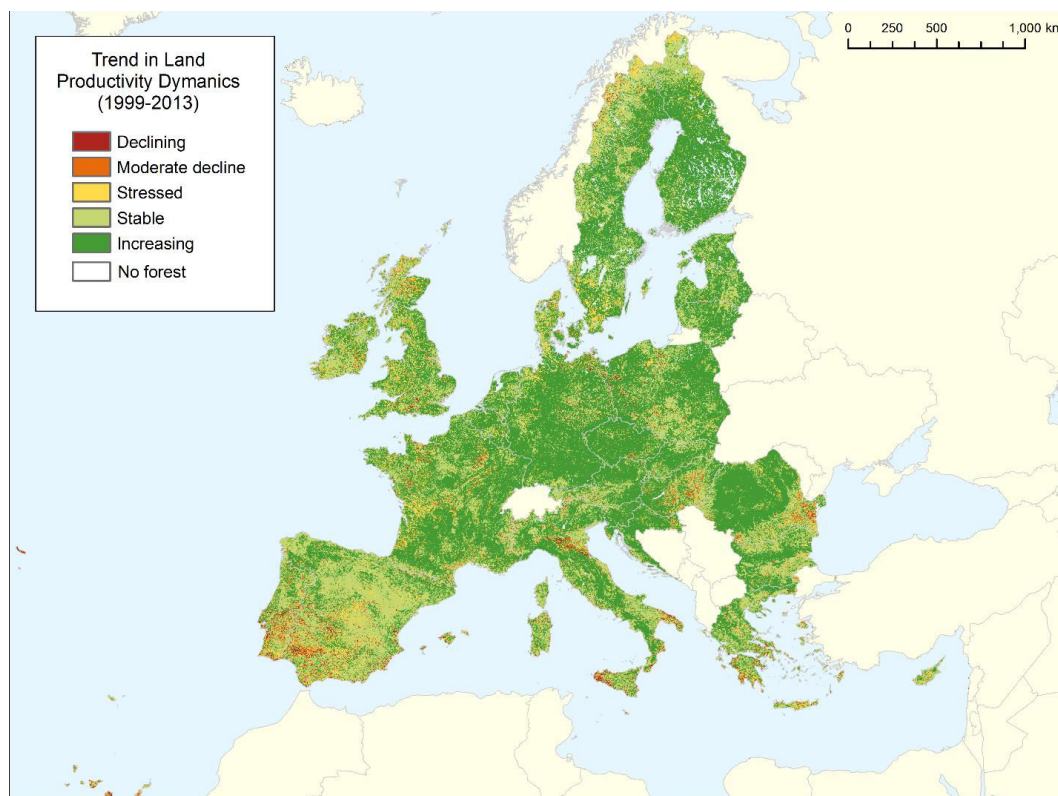 Trend in Land
Productivity Dymanics
(1999-2013)
Declining
Moderate decline
Stressed
Stable
Increasing
No forest
0 250 500 1,000 km